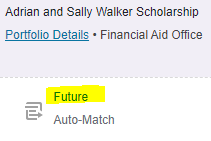 Adrian and Sally Walker Scholarship
Portfolio Details • Financial Aid Office
Future
Auto-Match